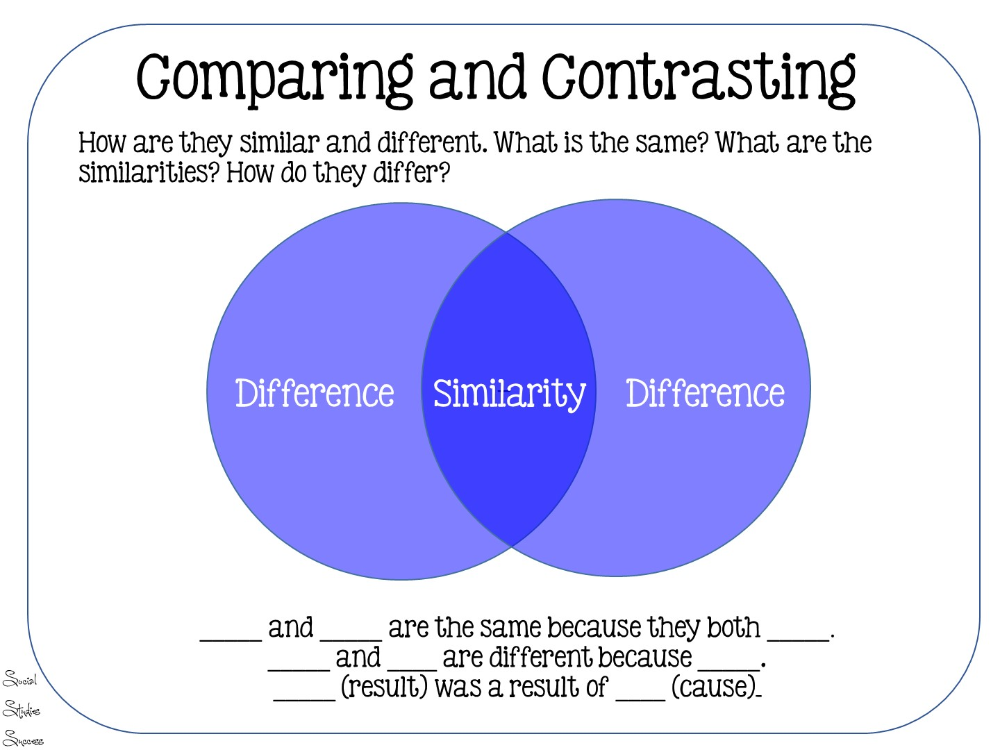 Comparing and Contrasting
How are they similar and different. What is the same? What are the
similarities? How do they differ?
Difference Similarity Difference
_____ and _____ are the same because they both _____.
_____ and ____ are different because _____.
_____ (result) was a result of ____ (cause)_
Social
Studies
Success